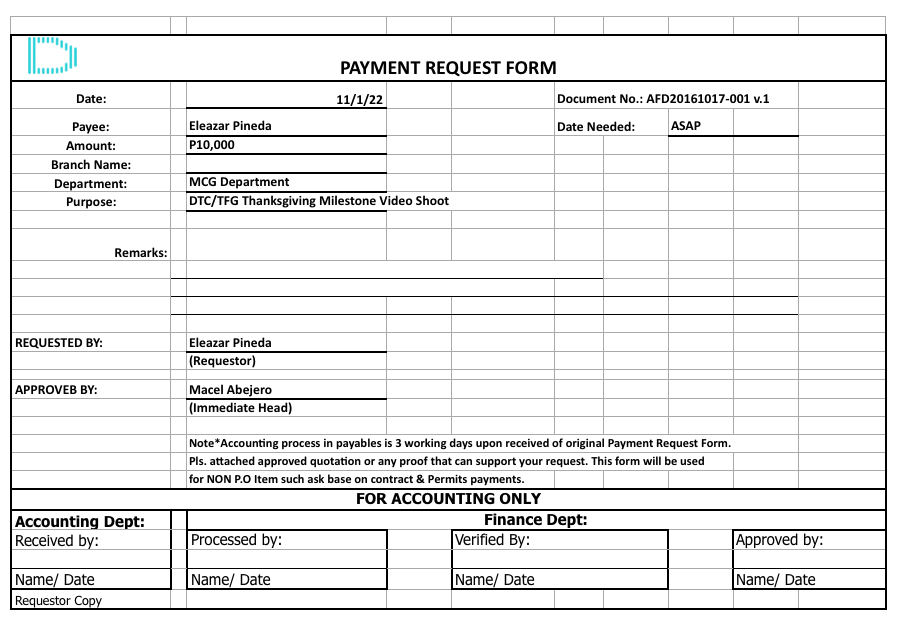 PAYMENT REQUEST FORM
Date: 11/1/22 Document No.: AFD20161017-001 v.1
Payee: Eleazar Pineda Date Needed: ASAP
Amount: P10,000
Branch Name:
Department: MCG Department
Purpose: DTC/TFG Thanksgiving Milestone Video Shoot
Remarks:
REQUESTED BY: Eleazar Pineda
(Requestor)
APPROVEB BY: Macel Abejero
(Immediate Head)
Note*Accounting process in payables is 3 working days upon received of original Payment Request Form.
Pls. attached approved quotation or any proof that can support your request. This form will be used
for NON P.O Item such ask base on contract & Permits payments.
FOR ACCOUNTING ONLY
Accounting Dept: Finance Dept:
Received by: Processed by: Verified By: Approved by:
Name/ Date Name/ Date Name/ Date Name/ Date
Requestor Copy